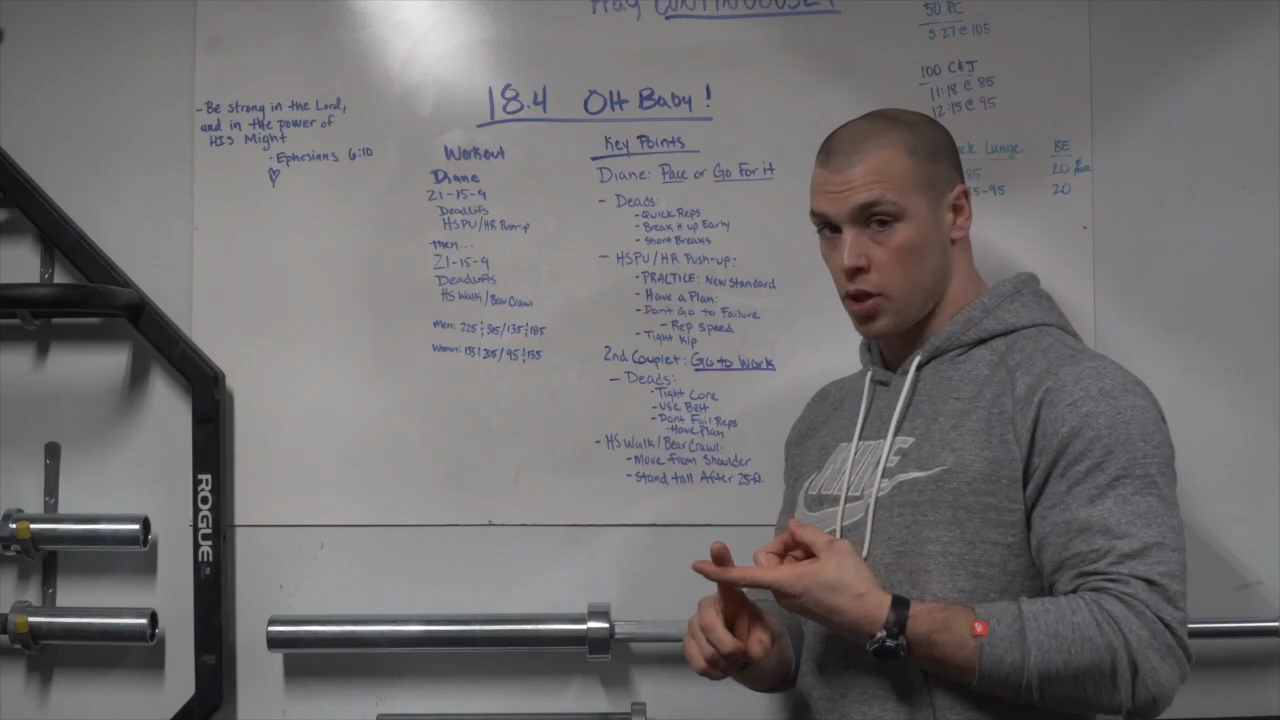 Pray CONTINUOUSLY
50 PC
5:27 @ 105
100 C&J
11:18 @ 85
12:15 @ 95
Lunge
BE
20
20
- Be strong in the Lord,
and in the power of
HIS Might
- Ephesians 6:10
18.4 OH Baby!
Workout
Diane
21-15-9
Deadlifs
HSPU/HR Push-up
then...
21-15-9
Deadlifts
HS Walk/Bear Crawl
Men: 225 ; 315/135 ; 185
Women: 155 ; 205/95 ; 135
Key Points
Diane: Pace or Go For it
- Deads:
- Quick Reps
- Break it up Early
- Short Breaks
- HSPU/HR Push-up:
- PRACTICE: New Standard
- Have a Plan:
- Don't Go to Failure
- Rep Speed
- Tight Kip
2nd Couplet: Go to Work
- Deads:
- Tight Core
- Use Belt
- Dont Fail Reps
- Have Plan
- HS Walk/Bear Crawl:
- Move from Shoulder
- Stand tall After 25ft.
ROGUE
NIKE